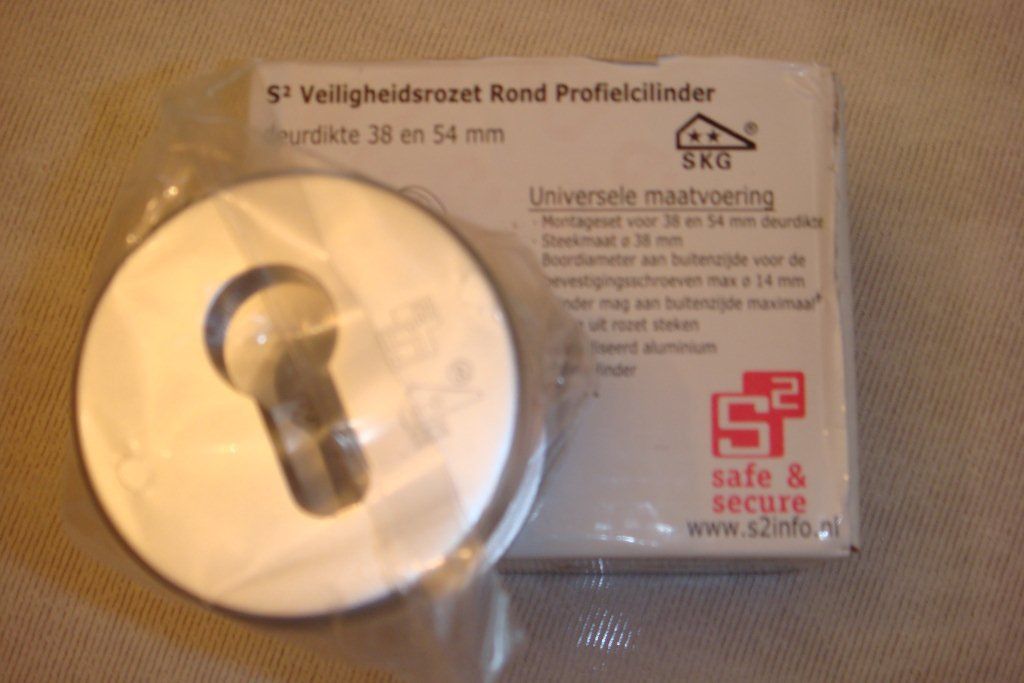 S² Veiligheidsrozet Rond Profielcilinder
deurdikte 38 en 54 mm
SKG®
Universele maatvoering
- Montageset voor 38 en 54 mm deurdikte
- Steekmaat ø 38 mm
Boordiameter aan buitenzijde voor de
bevestigingsschroeven max ø 14 mm
mag aan buitenzijde maximaal
uit rozet steken
aluminium
S²
safe &
secure
www.s2info.nl